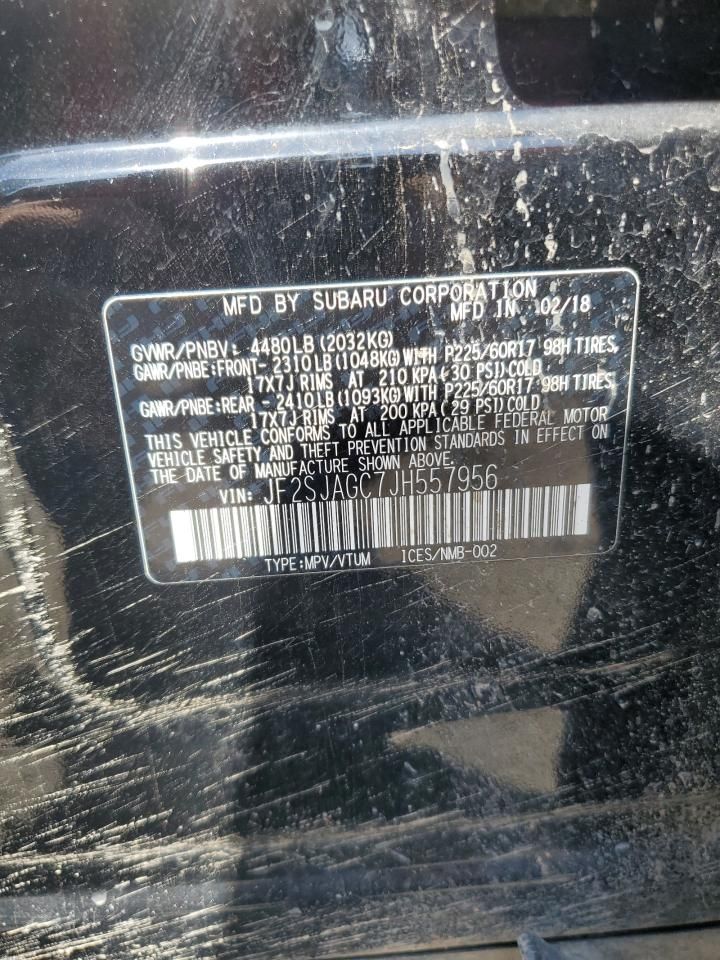 MFD BY SUBARU CORPORATION
MFD IN 02/18
GVWR/PNBV: 4480LB(2032KG)
GAWR/PNBE:FRONT- 2310LB(1048KG)WITH P225/60R17 98H TIRES,
17X7J RIMS AT 210 KPA(30 PSI)COLD
GAWR/PNBE:REAR - 2410LB(1093KG)WITH P225/60R17 98H TIRES,
17X7J RIMS AT 200 KPA(29 PSI)COLD
THIS VEHICLE CONFORMS TO ALL APPLICABLE FEDERAL MOTOR
VEHICLE SAFETY AND THEFT PREVENTION STANDARDS IN EFFECT ON
THE DATE OF MANUFACTURE SHOWN ABOVE.
VIN: JF2SJAGC7JH557956
TYPE:MPV/VTUM ICES/NMB-002